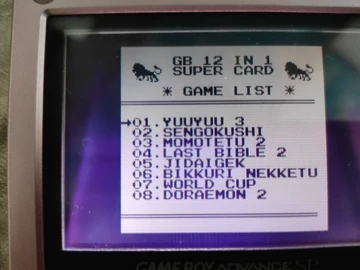 GB 12 IN 1
SUPER CARD
* GAME LIST *
→01.YUUYUU 3
02.SENGOKUSHI
03.MOMOTETU 2
04.LAST BIBLE 2
05.JIDAIGEK
06.BIKKURI NEKKETU
07.WORLD CUP
08.DORAEMON 2
GAME BOY ADVANCE SP